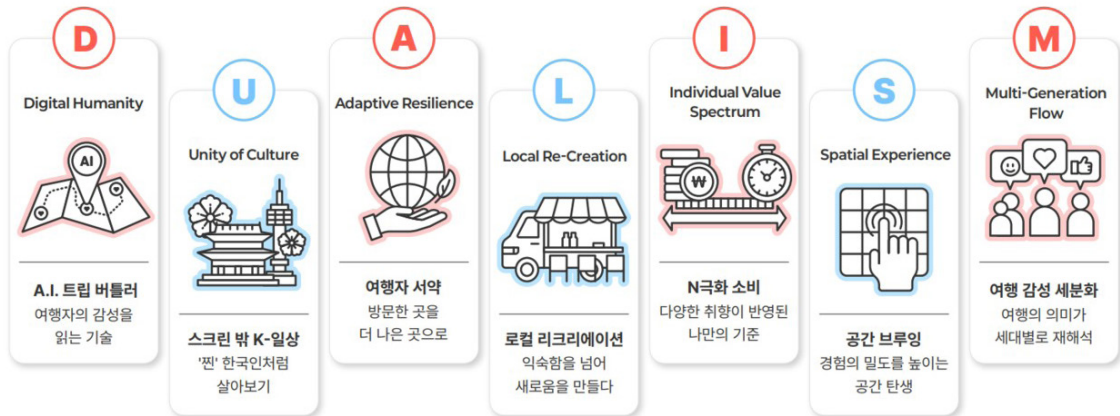 D
Digital Humanity
AI
A.I. 트립 버틀러
여행자의 감성을
읽는 기술
U
Unity of Culture
스크린 밖 K-일상
'찐' 한국인처럼
살아보기
A
Adaptive Resilience
여행자 서약
방문한 곳을
더 나은 곳으로
L
Local Re-Creation
로컬 리크리에이션
익숙함을 넘어
새로움을 만들다
I
Individual Value
Spectrum
₩
N극화 소비
다양한 취향이 반영된
나만의 기준
S
Spatial Experience
공간 브루잉
경험의 밀도를 높이는
공간 탄생
M
Multi-Generation
Flow
여행 감성 세분화
여행의 의미가
세대별로 재해석